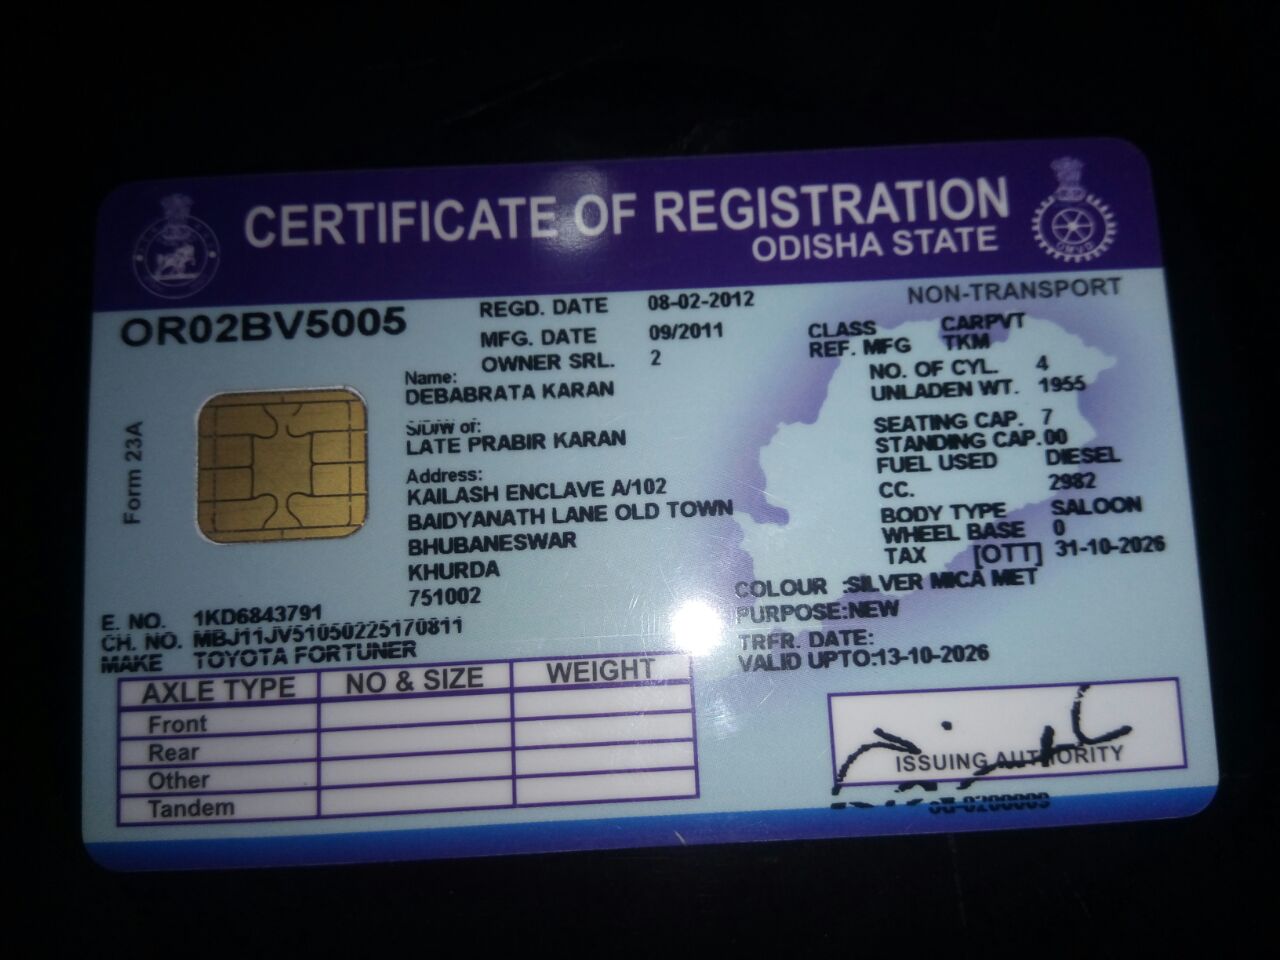 CERTIFICATE OF REGISTRATION
ODISHA STATE
NON-TRANSPORT
OR02BV5005
REGD. DATE 08-02-2012
MFG. DATE 09/2011
OWNER SRL. 2
Name:
DEBABRATA KARAN
S/D/W of:
LATE PRABIR KARAN
Address:
KAILASH ENCLAVE A/102
BAIDYANATH LANE OLD TOWN
BHUBANESWAR
KHURDA
751002
Form 23A
CLASS CARPVT
REF. MFG TKM
NO. OF CYL. 4
UNLADEN WT. 1955
SEATING CAP. 7
STANDING CAP. 00
FUEL USED DIESEL
CC. 2982
BODY TYPE SALOON
WHEEL BASE 0
TAX [OTT] 31-10-2026
COLOUR :SILVER MICA MET
PURPOSE:NEW
TRFR. DATE:
VALID UPTO:13-10-2026
E. NO. 1KD6843791
CH. NO. MBJ11JV51050225170811
MAKE TOYOTA FORTUNER
AXLE TYPE NO & SIZE WEIGHT
Front
Rear
Other
Tandem
ISSUING AUTHORITY